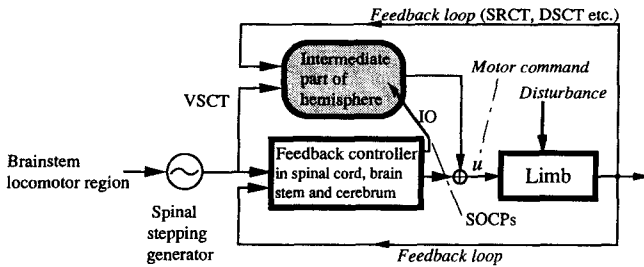 Feedback loop (SRCT, DSCT etc.)
Intermediate
part of
hemisphere
Motor command
Disturbance
VSCT
IO
Brainstem
locomotor region
Feedback controller
in spinal cord, brain
stem and cerebrum
u
Limb
Spinal
stepping
generator
SOCPs
Feedback loop